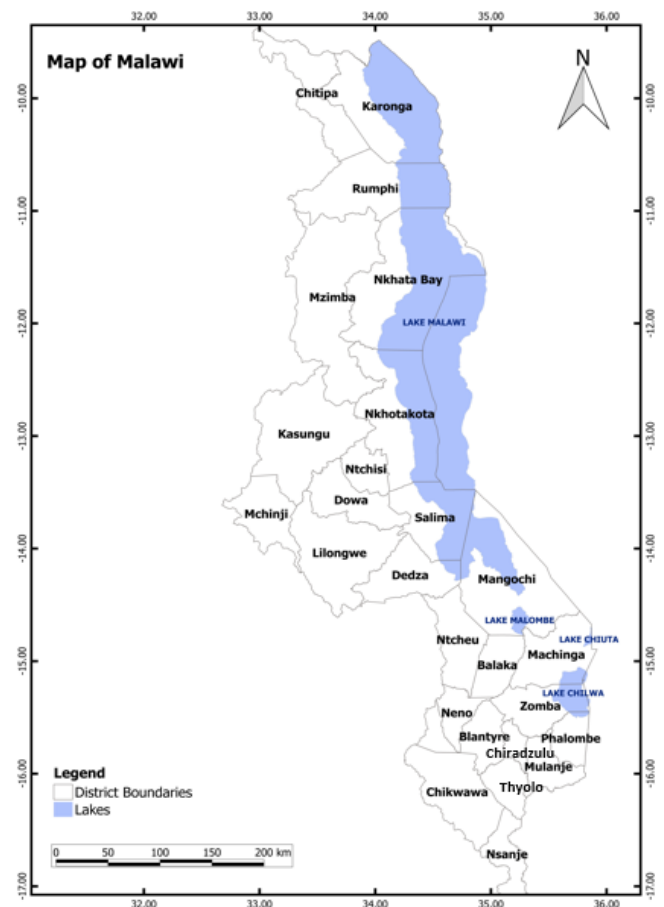 32.00 33.00 34.00 35.00 36.00
Map of Malawi
N
-10.00
-11.00
-12.00
-13.00
-14.00
-15.00
-16.00
-17.00
Chitipa
Karonga
Rumphi
Nkhata Bay
Mzimba
LAKE MALAWI
Nkhotakota
Kasungu
Ntchisi
Dowa
Mchinji
Salima
Lilongwe
Dedza
Mangochi
LAKE MALOMBE
Ntcheu
LAKE CHIUTA
Machinga
Balaka
LAKE CHILWA
Zomba
Neno
Blantyre
Phalombe
Chiradzulu
Mulanje
Thyolo
Chikwawa
Nsanje
Legend
District Boundaries
Lakes
0 50 100 150 200 km
-10.00
-11.00
-12.00
-13.00
-14.00
-15.00
-16.00
-17.00
32.00 33.00 34.00 35.00 36.00